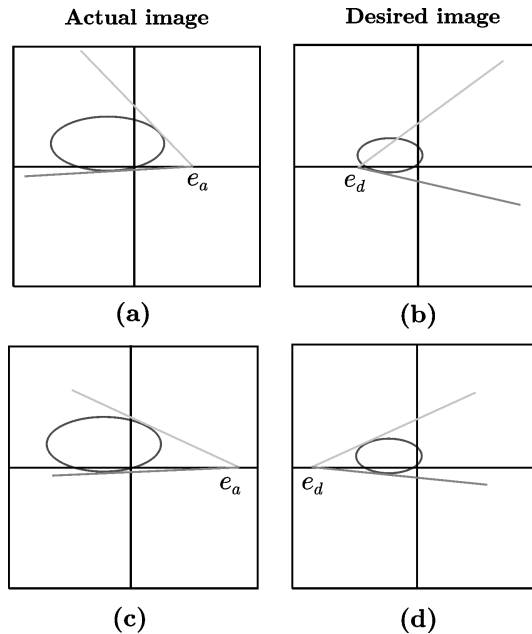 Actual image
Desired image
e_a
e_d
(a)
(b)
e_a
e_d
(c)
(d)